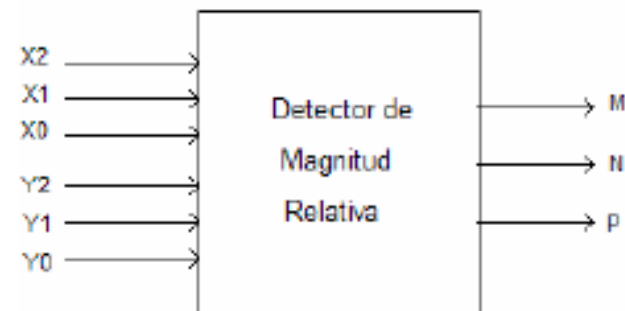 X2
X1
X0
Y2
Y1
Y0
Detector de
Magnitud
Relativa
M
N
P